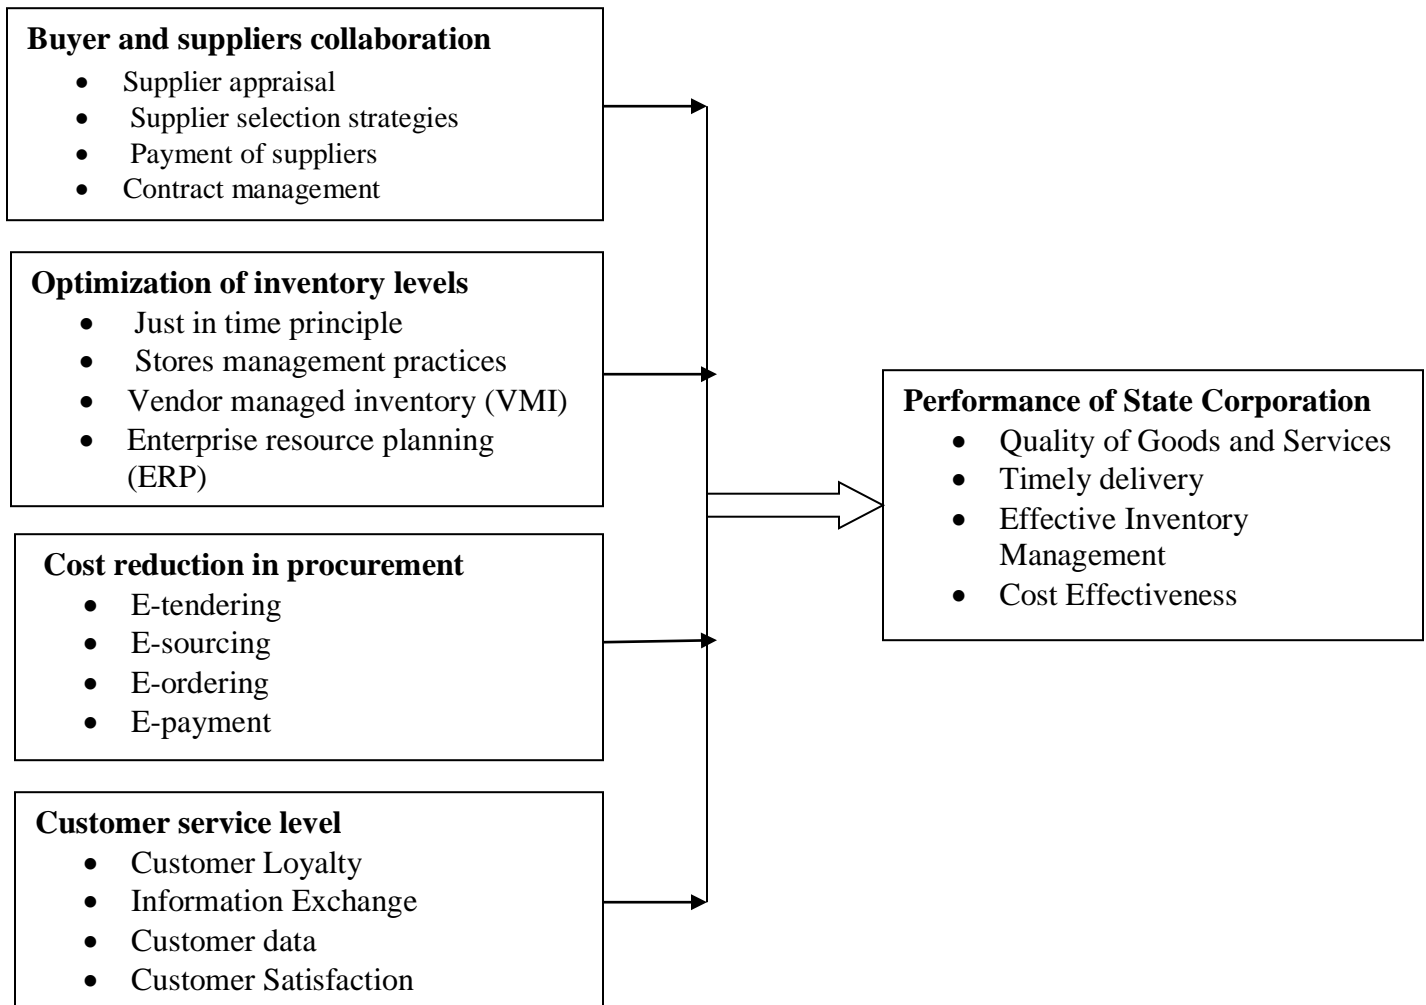 Buyer and suppliers collaboration
• Supplier appraisal
• Supplier selection strategies
• Payment of suppliers
• Contract management
Optimization of inventory levels
• Just in time principle
• Stores management practices
• Vendor managed inventory (VMI)
• Enterprise resource planning
(ERP)
Cost reduction in procurement
• E-tendering
• E-sourcing
• E-ordering
• E-payment
Customer service level
• Customer Loyalty
• Information Exchange
• Customer data
• Customer Satisfaction
Performance of State Corporation
• Quality of Goods and Services
• Timely delivery
• Effective Inventory
Management
• Cost Effectiveness